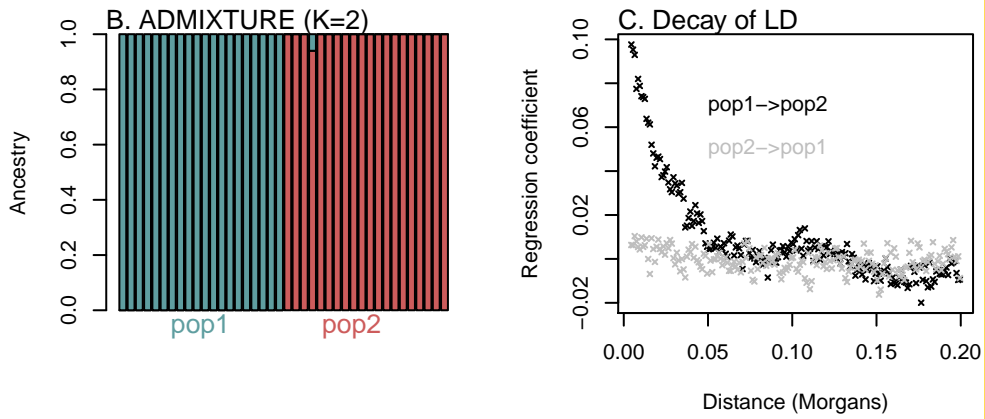 B. ADMIXTURE (K=2)
Ancestry
1.0
0.8
0.6
0.4
0.2
0.0
pop1 pop2
C. Decay of LD
Regression coefficient
0.10
0.06
0.02
−0.02
pop1−>pop2
pop2−>pop1
0.00 0.05 0.10 0.15 0.20
Distance (Morgans)